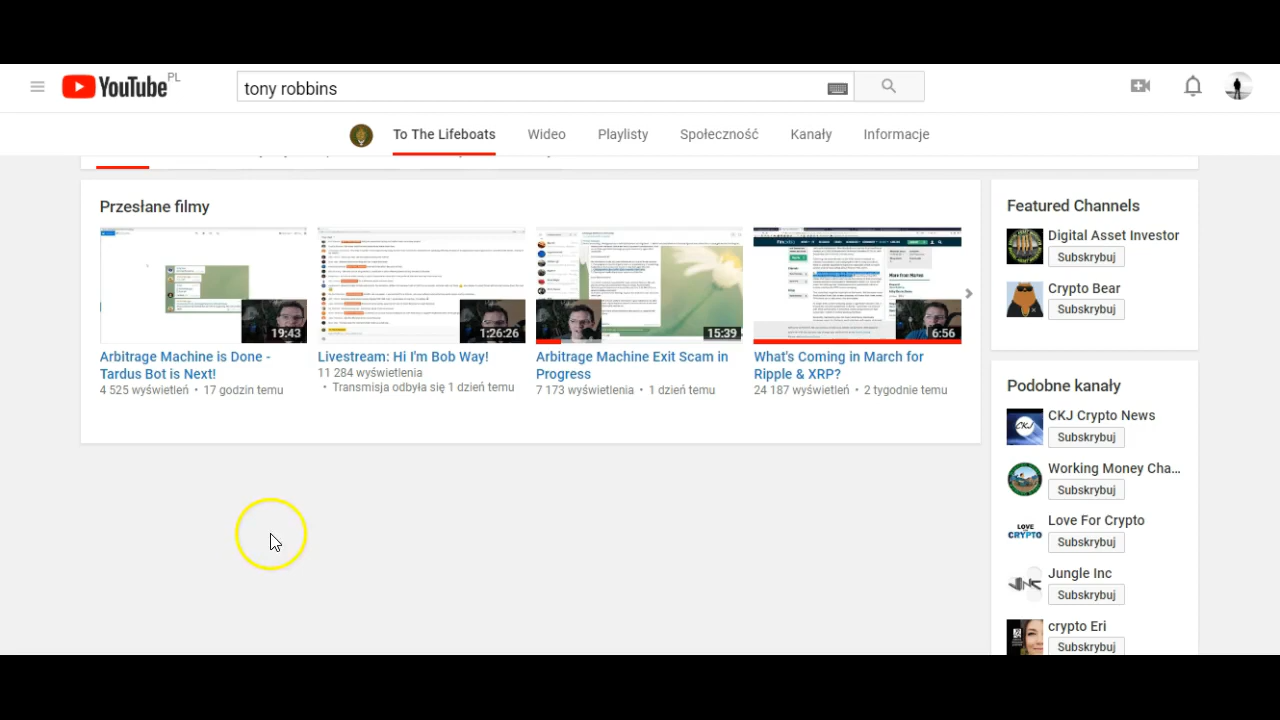 YouTube PL
tony robbins
To The Lifeboats Wideo Playlisty Społeczność Kanały Informacje
Przesłane filmy
19:43
1:26:26
15:39
6:56
Arbitrage Machine is Done -
Tardus Bot is Next!
4 525 wyświetleń • 17 godzin temu
Livestream: Hi I'm Bob Way!
11 284 wyświetlenia
• Transmisja odbyła się 1 dzień temu
Arbitrage Machine Exit Scam in
Progress
7 173 wyświetlenia • 1 dzień temu
What's Coming in March for
Ripple & XRP?
24 187 wyświetleń • 2 tygodnie temu
Featured Channels
Digital Asset Investor
Subskrybuj
Crypto Bear
Subskrybuj
Podobne kanały
CKJ
CKJ Crypto News
Subskrybuj
Working Money Cha...
Subskrybuj
LOVE
CRYPTO
Love For Crypto
Subskrybuj
Jungle Inc
Subskrybuj
crypto Eri
Subskrybuj